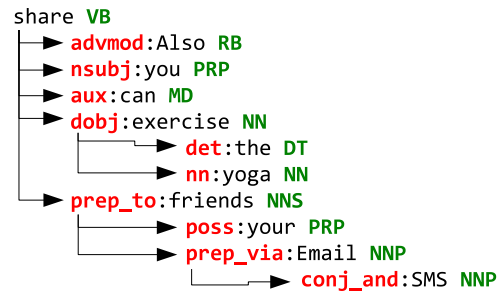 share VB
advmod:Also RB
nsubj:you PRP
aux:can MD
dobj:exercise NN
det:the DT
nn:yoga NN
prep_to:friends NNS
poss:your PRP
prep_via:Email NNP
conj_and:SMS NNP